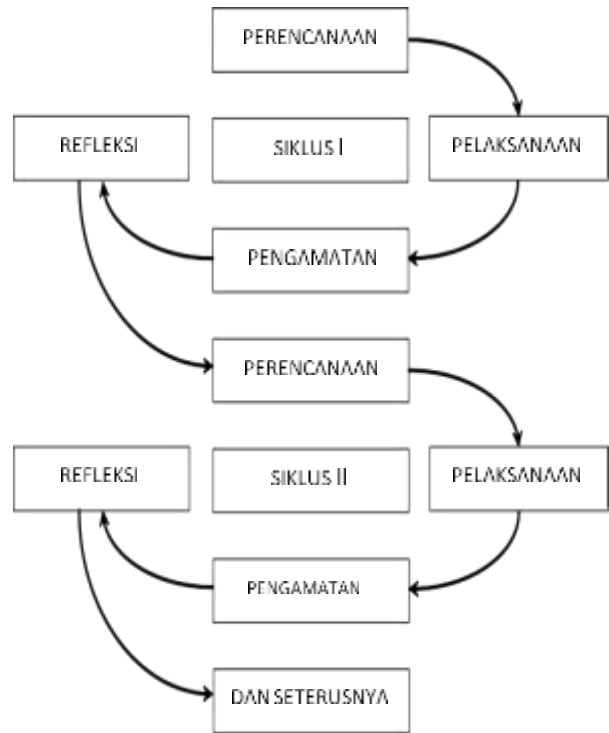 PERENCANAAN
REFLEKSI
SIKLUS I
PELAKSANAAN
PENGAMATAN
PERENCANAAN
REFLEKSI
SIKLUS II
PELAKSANAAN
PENGAMATAN
DAN SETERUSNYA